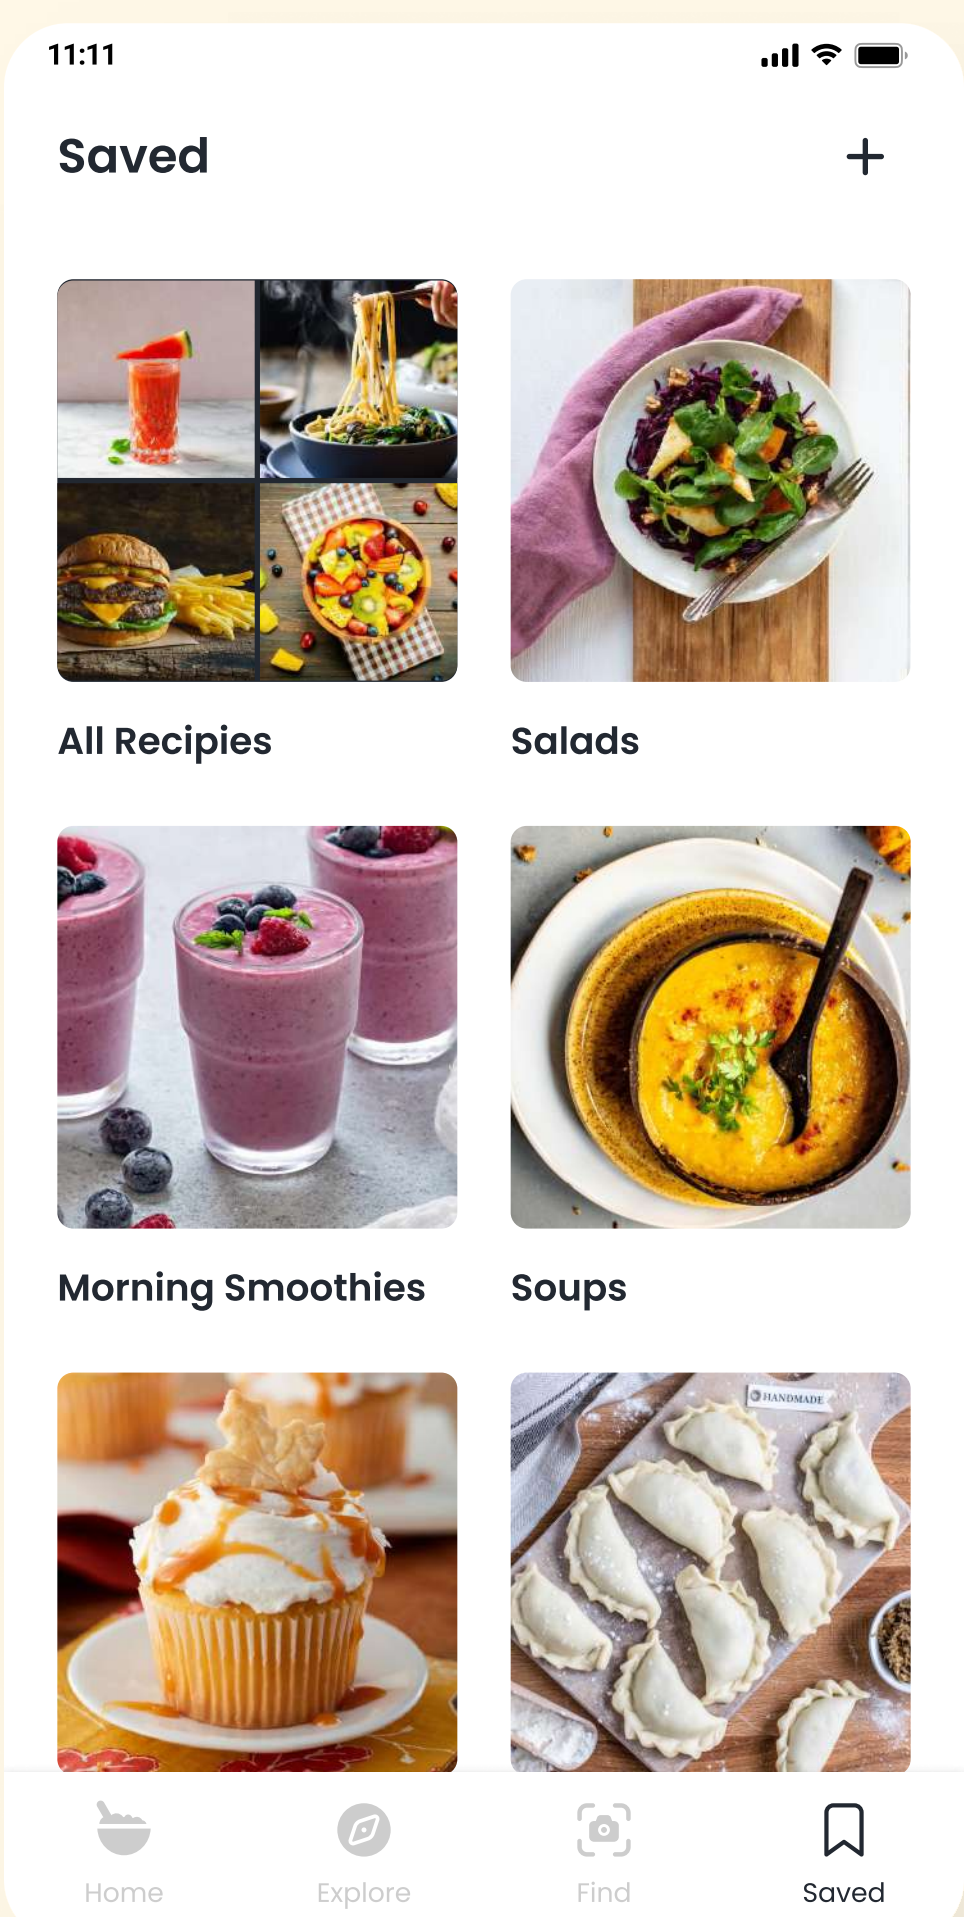 11:11
Saved
All Recipies
Salads
Morning Smoothies
Soups
HANDMADE
Home
Explore
Find
Saved